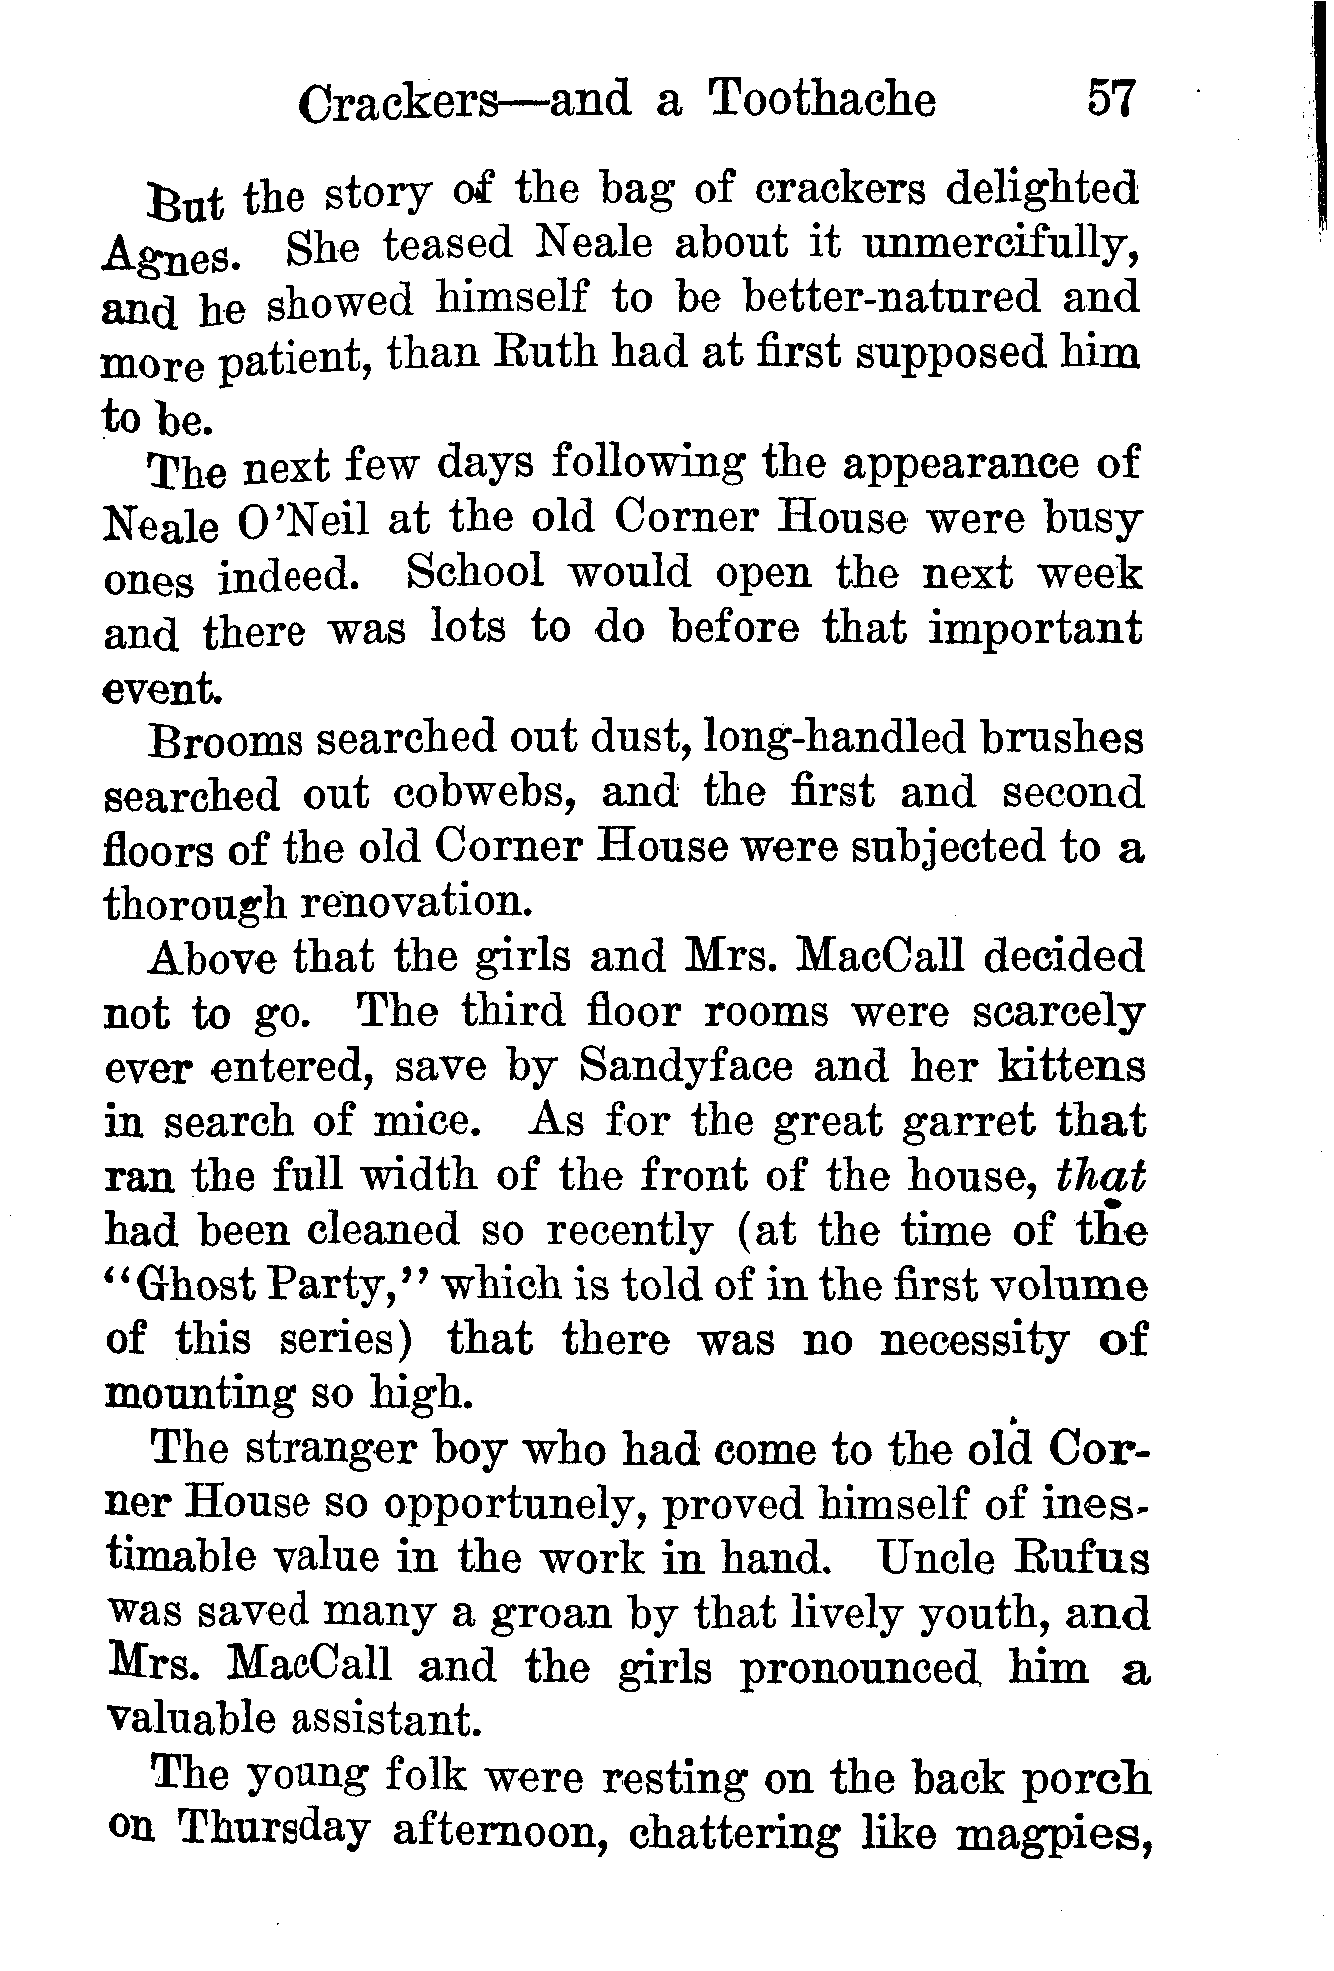 Crackers—and a Toothache 57
But the story of the bag of crackers delighted
Agnes. She teased Neale about it unmercifully,
and he showed himself to be better-natured and
more patient, than Ruth had at first supposed him
to be.
The next few days following the appearance of
Neale O'Neil at the old Corner House were busy
ones indeed. School would open the next week
and there was lots to do before that important
event.
Brooms searched out dust, long-handled brushes
searched out cobwebs, and the first and second
floors of the old Corner House were subjected to a
thorough renovation.
Above that the girls and Mrs. MacCall decided
not to go. The third floor rooms were scarcely
ever entered, save by Sandyface and her kittens
in search of mice. As for the great garret that
ran the full width of the front of the house, that
had been cleaned so recently (at the time of the
"Ghost Party," which is told of in the first volume
of this series) that there was no necessity of
mounting so high.
The stranger boy who had come to the old Cor-
ner House so opportunely, proved himself of ines-
timable value in the work in hand. Uncle Rufus
was saved many a groan by that lively youth, and
Mrs. MacCall and the girls pronounced him a
valuable assistant.
The young folk were resting on the back porch
on Thursday afternoon, chattering like magpies,